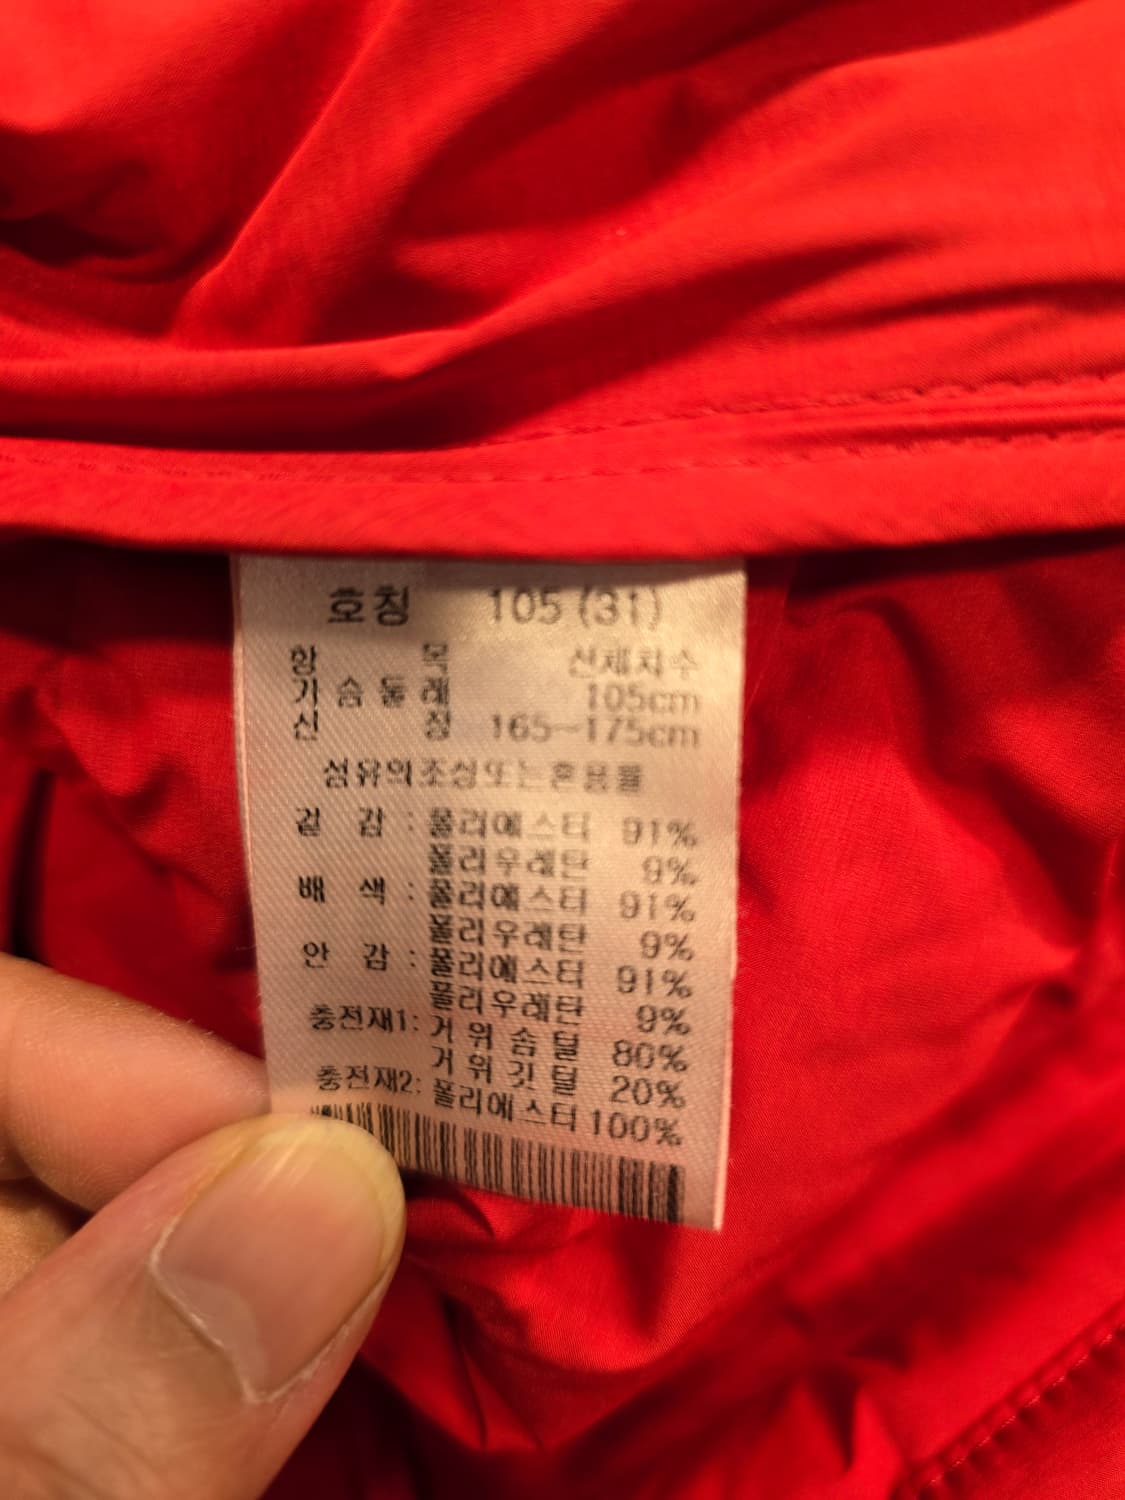 호칭 105 (31)
항 목 신체치수
가 슴 둘 레 105cm
신 장 165~175cm
섬유의조성또는혼용률
겉 감 : 폴리에스터 91%
폴리우레탄 9%
배 색 : 폴리에스터 91%
폴리우레탄 9%
안 감 : 폴리에스터 91%
폴리우레탄 9%
충전재1: 거 위 솜 털 80%
거 위 깃 털 20%
충전재2: 폴리에스터 100%